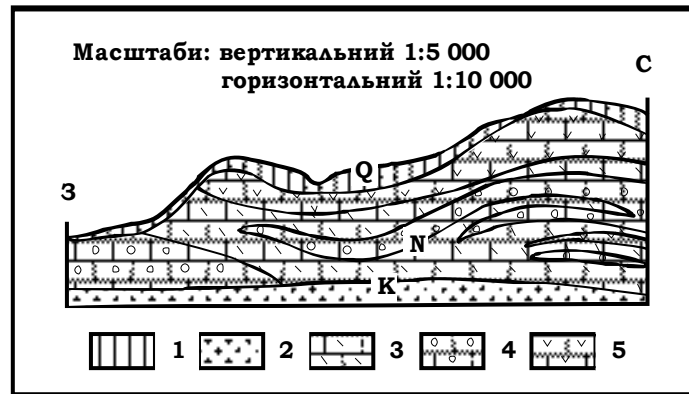 Масштаби: вертикальний 1:5 000
горизонтальний 1:10 000
С
Q
З
N
K
1 2 3 4 5